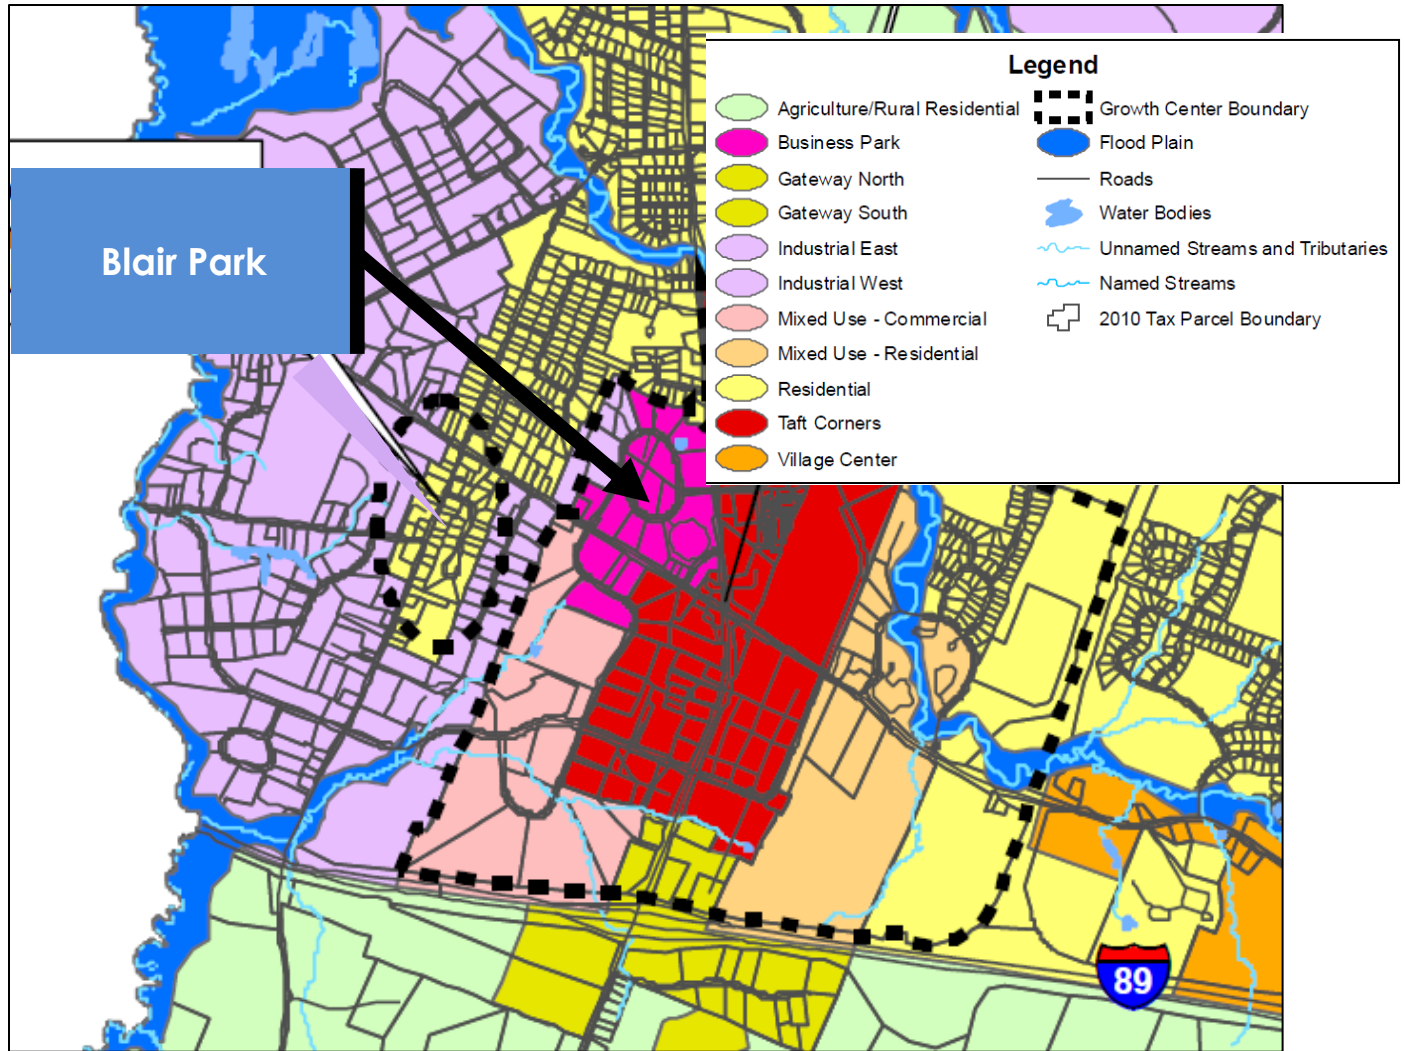 Blair Park
Legend
Agriculture/Rural Residential
Business Park
Gateway North
Gateway South
Industrial East
Industrial West
Mixed Use - Commercial
Mixed Use - Residential
Residential
Taft Corners
Village Center
Growth Center Boundary
Flood Plain
Roads
Water Bodies
Unnamed Streams and Tributaries
Named Streams
2010 Tax Parcel Boundary
89